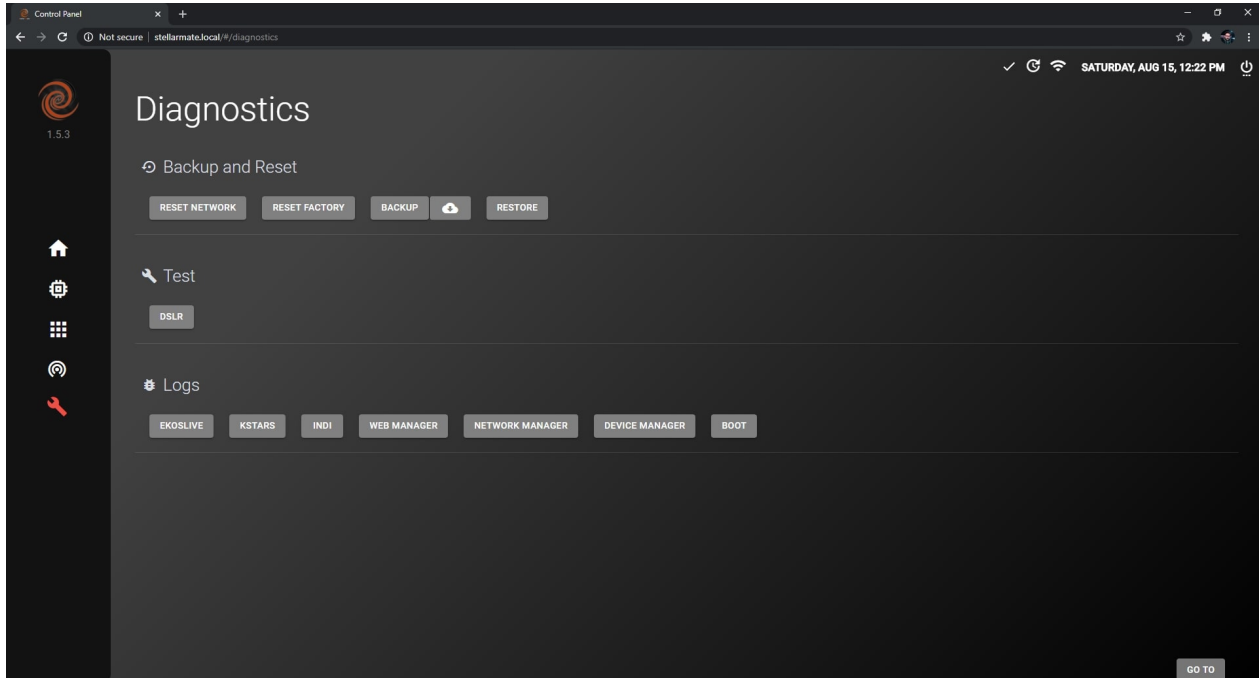 Control Panel
Not secure | stellarmate.local/#/diagnostics
SATURDAY, AUG 15, 12:22 PM
1.5.3
Diagnostics
Backup and Reset
RESET NETWORK RESET FACTORY BACKUP RESTORE
Test
DSLR
Logs
EKOSLIVE KSTARS INDI WEB MANAGER NETWORK MANAGER DEVICE MANAGER BOOT
GO TO